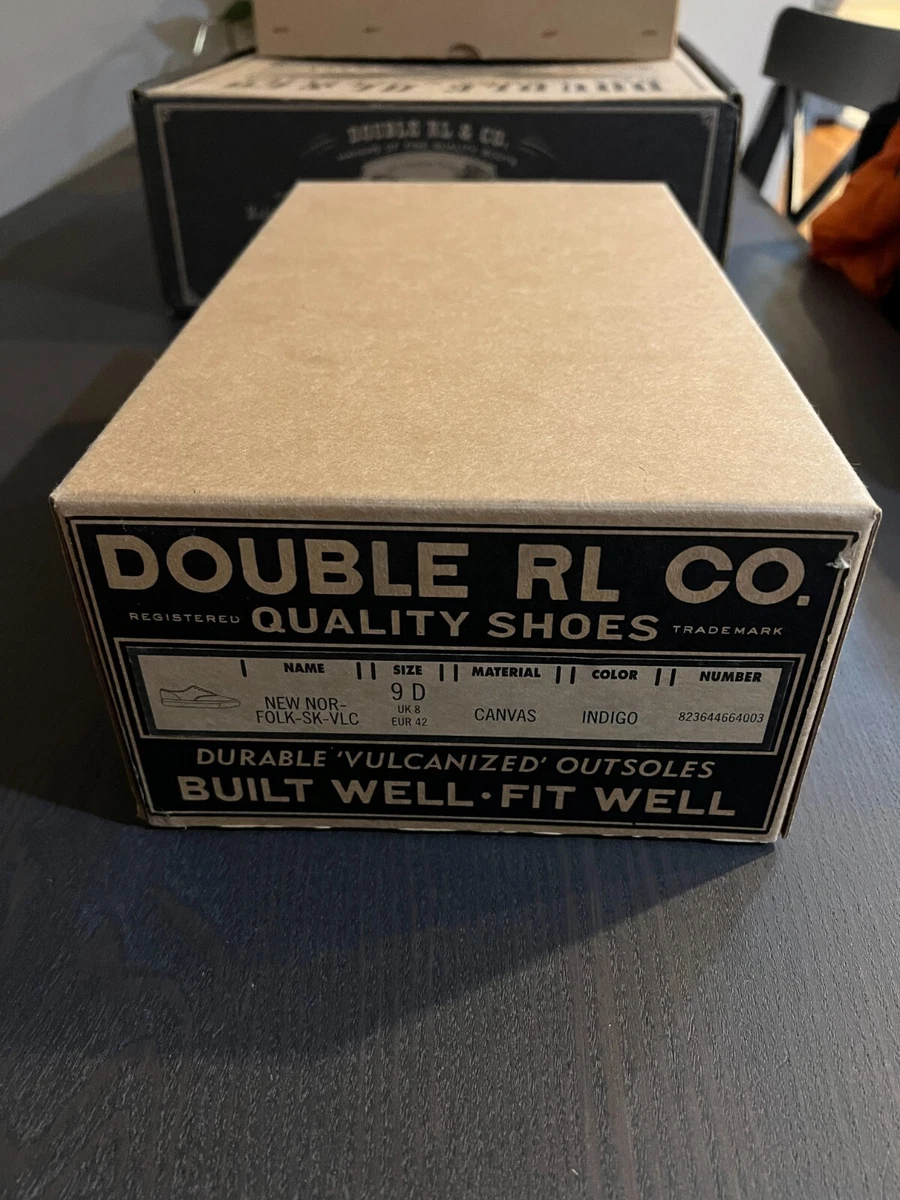 DOUBLE RL & CO.
DOUBLE RL CO.
REGISTERED QUALITY SHOES TRADEMARK
NAME SIZE MATERIAL COLOR NUMBER
NEW NOR-
FOLK-SK-VLC
9 D
UK 8
EUR 42
CANVAS
INDIGO
823644664003
DURABLE 'VULCANIZED' OUTSOLES
BUILT WELL • FIT WELL